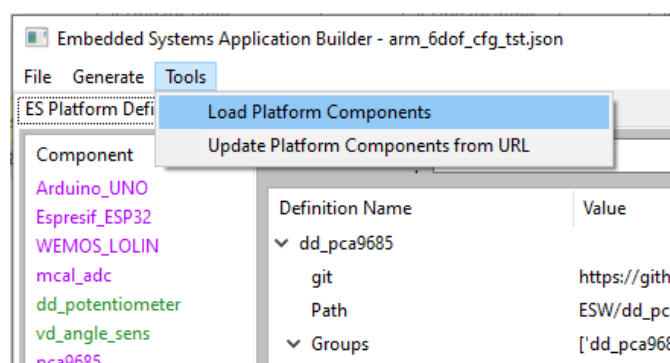 Embedded Systems Application Builder - arm_6dof_cfg_tst.json
File Generate Tools
ES Platform Defi
Load Platform Components
Update Platform Components from URL
Component
Arduino_UNO
Espresif_ESP32
WEMOS_LOLIN
mcal_adc
dd_potentiometer
vd_angle_sens
pca9685
Definition Name Value
dd_pca9685
git https://gith
Path ESW/dd_pc
Groups ['dd_pca968